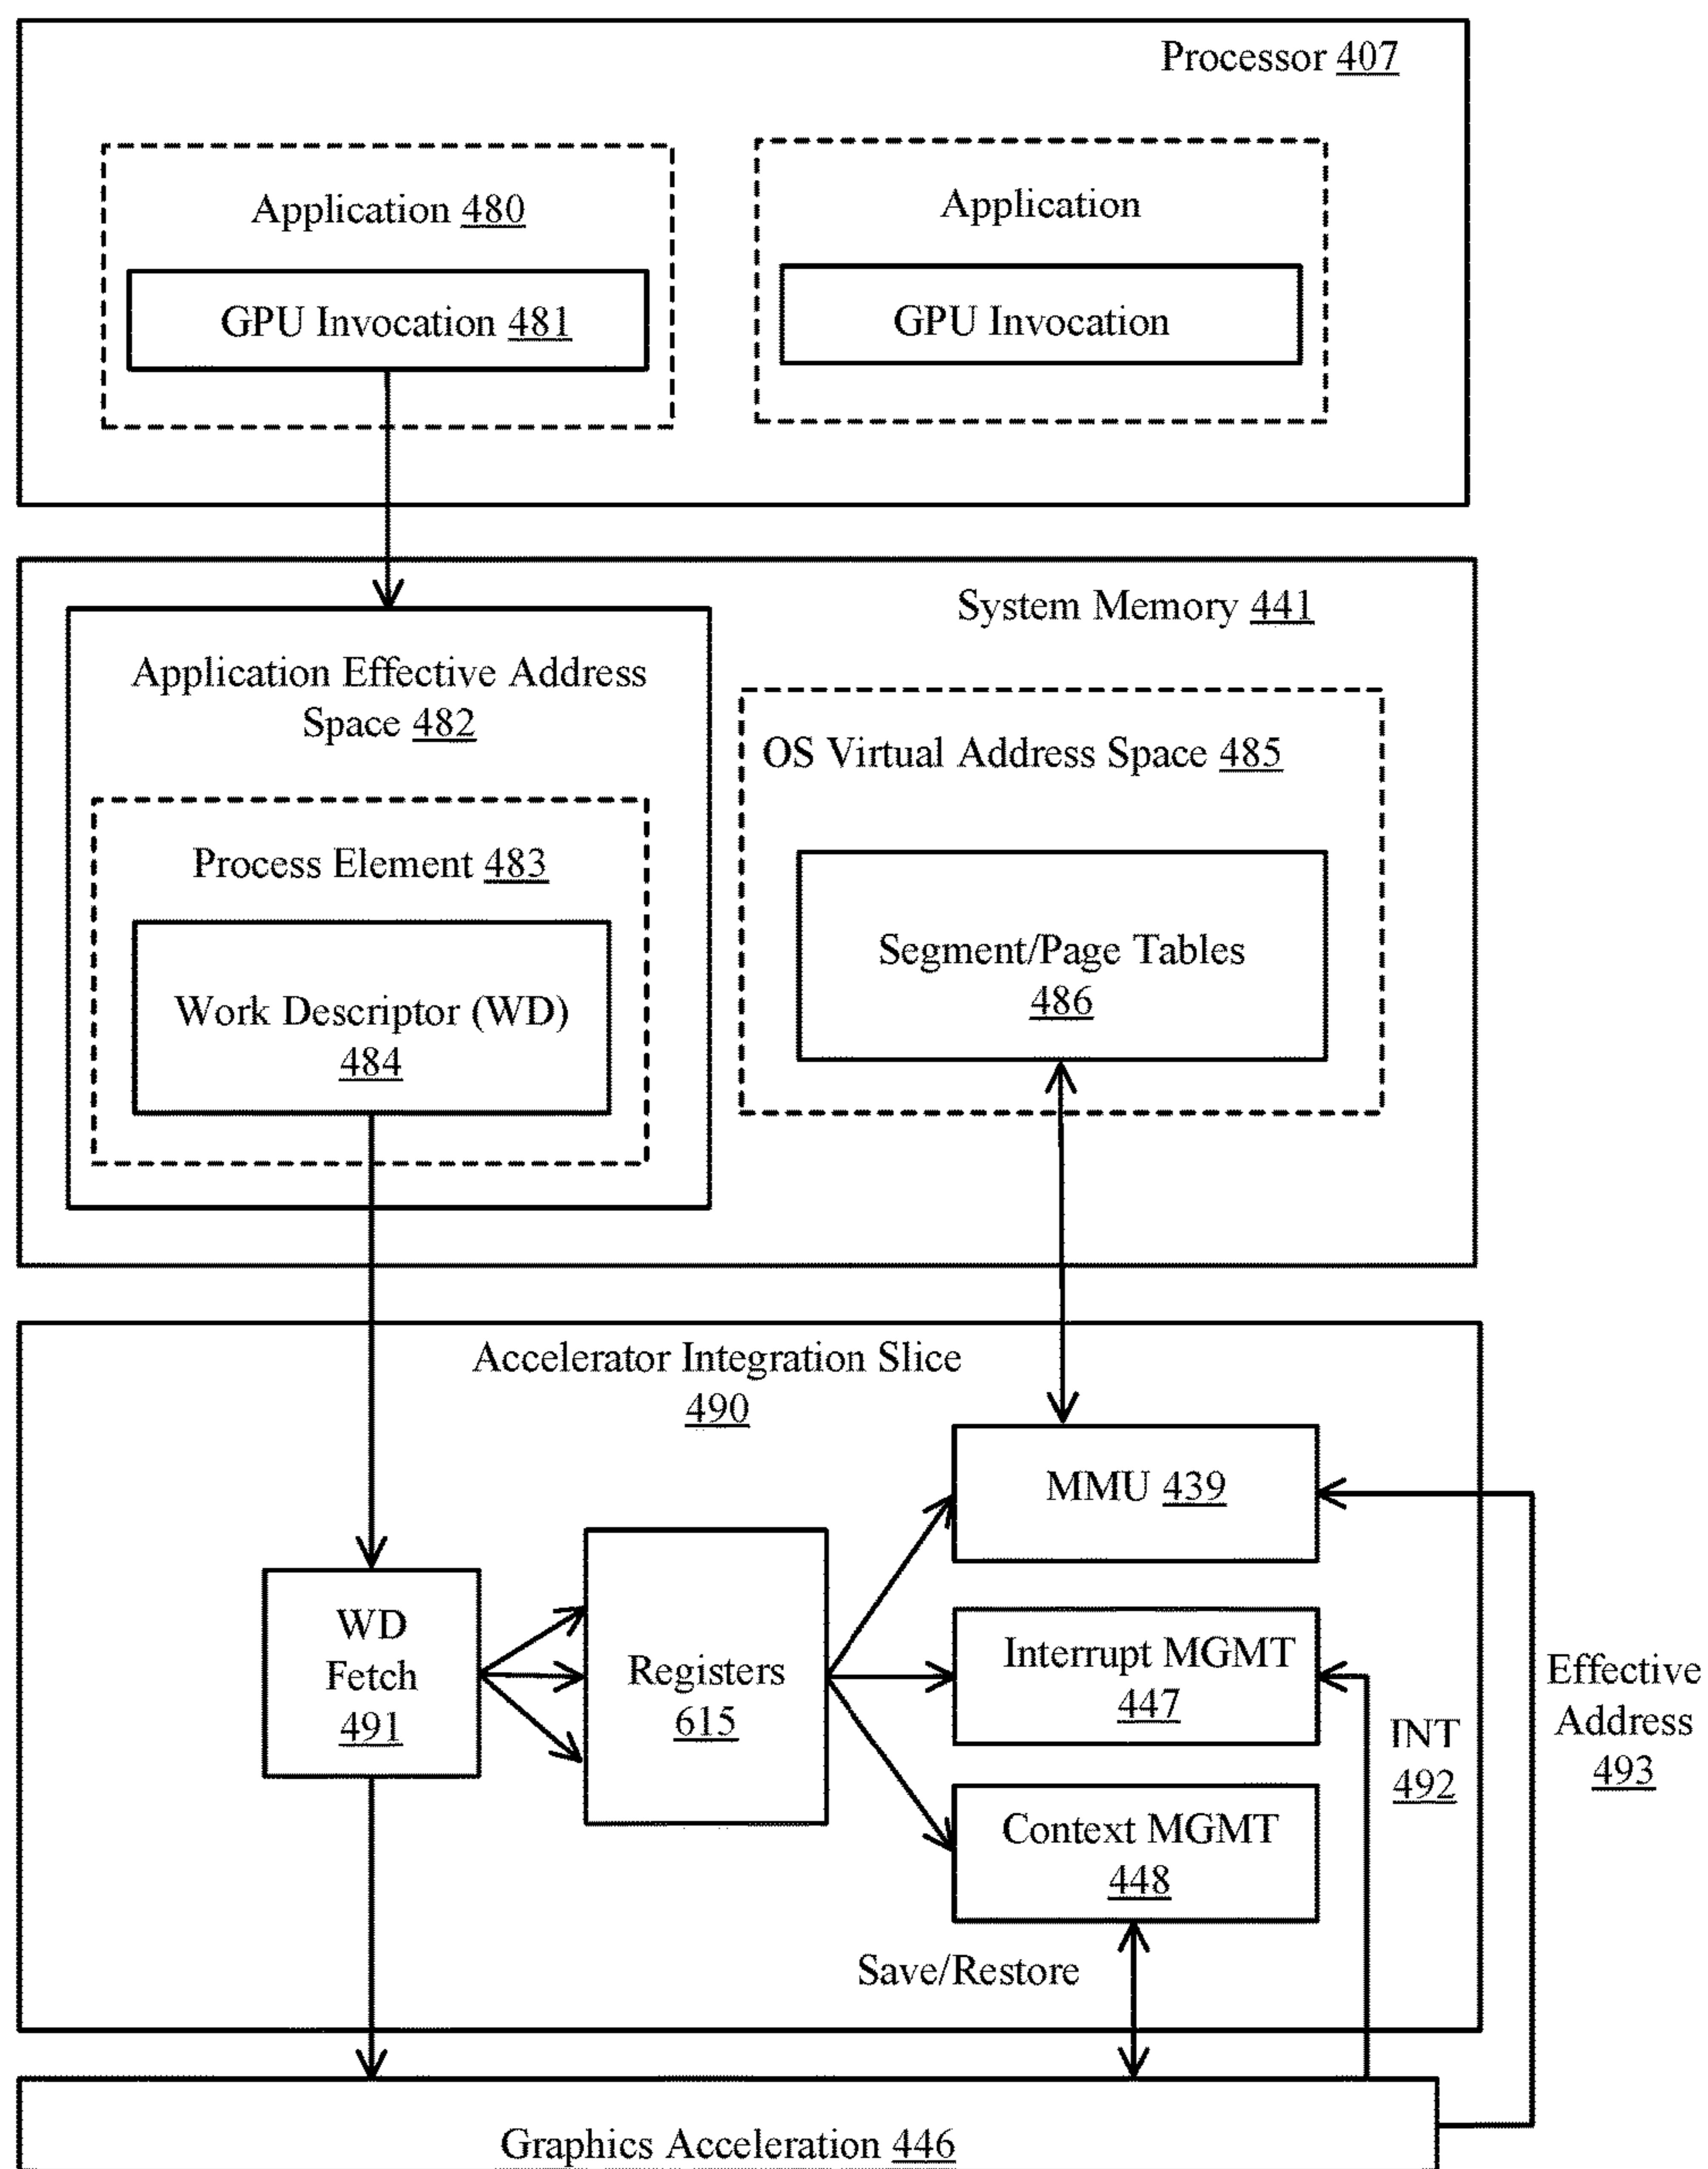 Processor 407
Application 480
Application
GPU Invocation 481
GPU Invocation
System Memory 441
Application Effective Address
Space 482
OS Virtual Address Space 485
Process Element 483
Segment/Page Tables
486
Work Descriptor (WD)
484
Accelerator Integration Slice
490
MMU 439
WD
Fetch
491
Registers
615
Interrupt MGMT
447
Effective
Address
493
INT
492
Context MGMT
448
Save/Restore
Graphics Acceleration 446